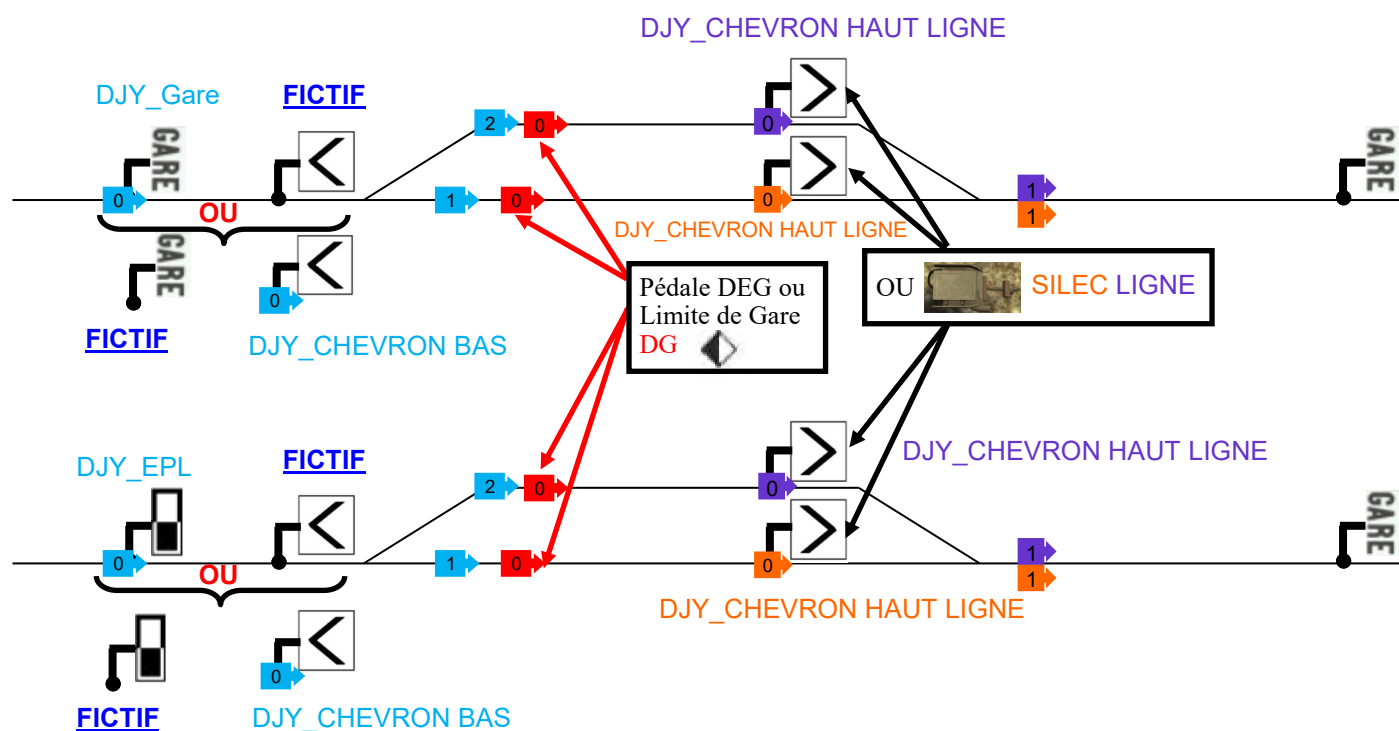 DJY_CHEVRON HAUT LIGNE
DJY_Gare
FICTIF
GARE
0
OU
2
0
1
0
0
0
1
1
GARE
DJY_CHEVRON HAUT LIGNE
GARE
FICTIF
0
DJY_CHEVRON BAS
Pédale DEG ou
Limite de Gare
DG
OU
SILEC LIGNE
DJY_EPL
FICTIF
0
OU
2
0
1
0
DJY_CHEVRON HAUT LIGNE
0
0
1
1
GARE
DJY_CHEVRON HAUT LIGNE
0
FICTIF
DJY_CHEVRON BAS